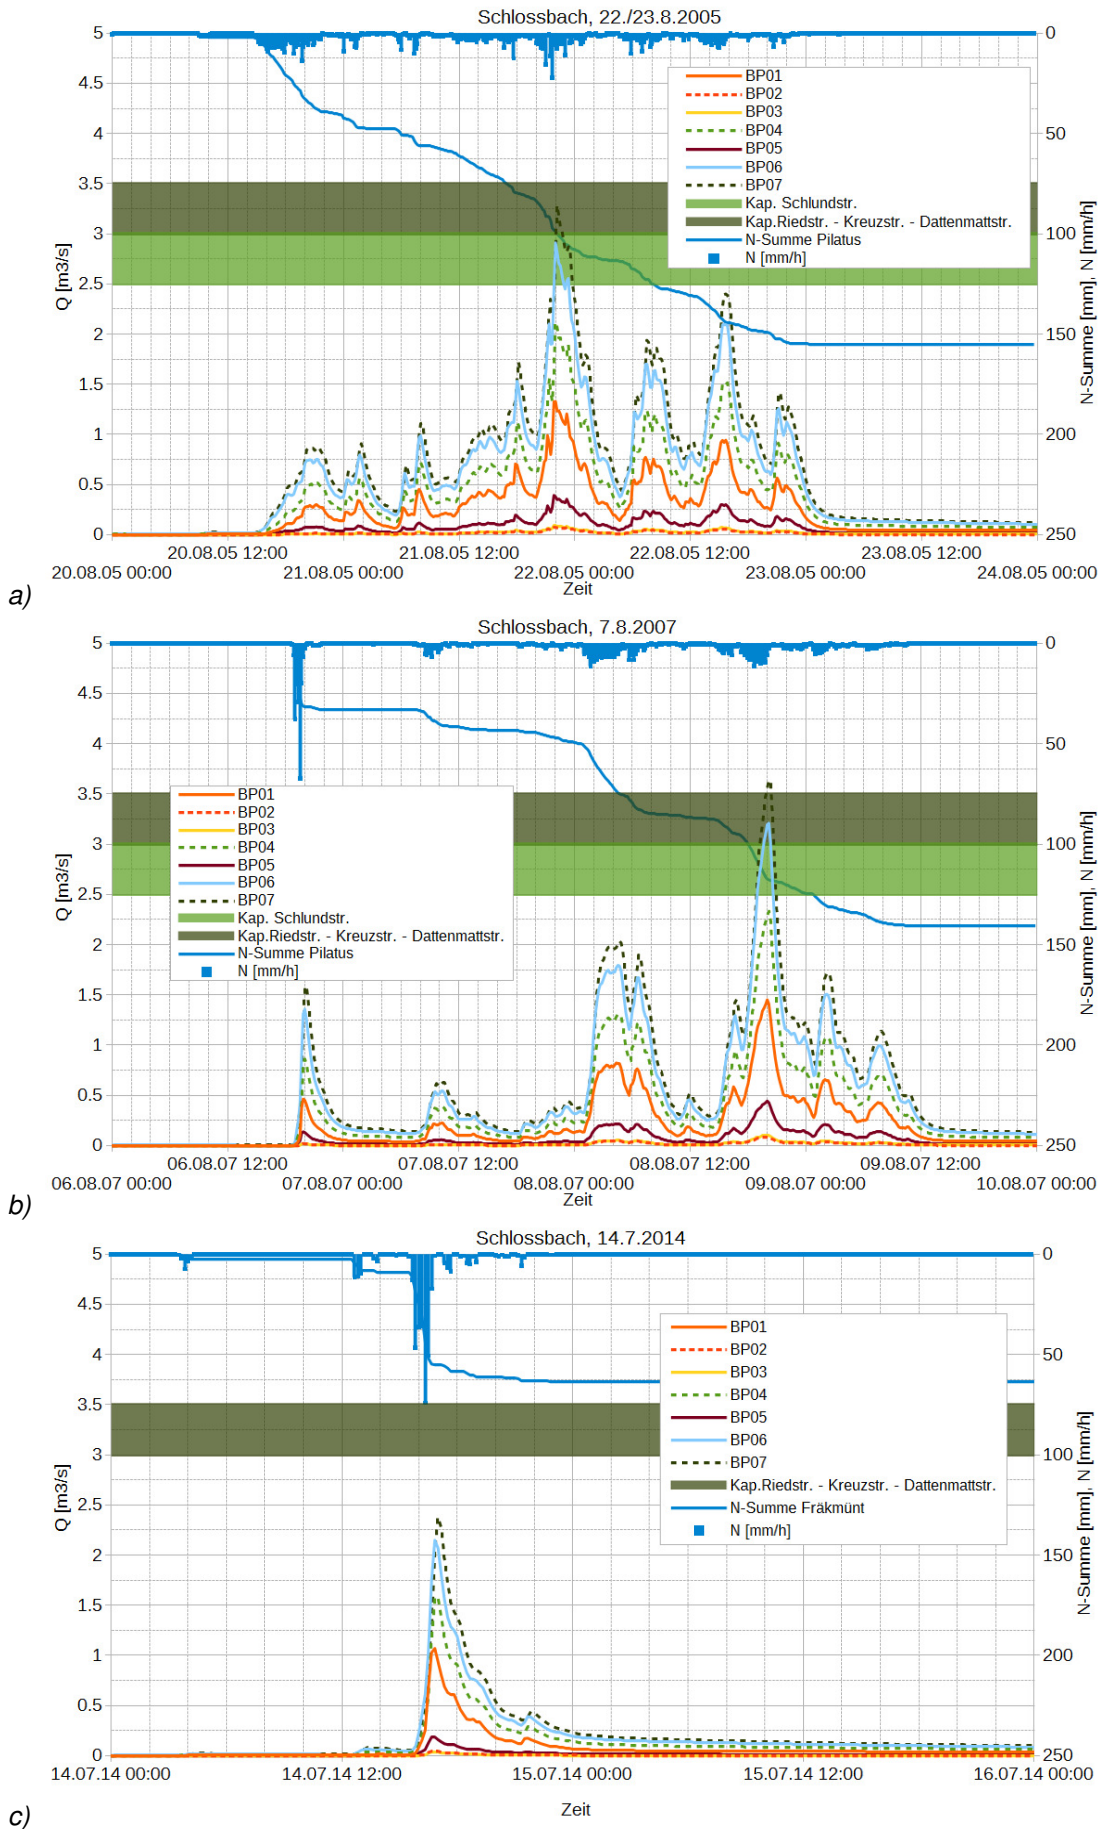 Schlossbach, 22./23.8.2005
5
4.5
4
3.5
3
2.5
2
1.5
1
0.5
0
Q [m3/s]
0
50
100
150
200
250
N-Summe [mm], N [mm/h]
BP01
BP02
BP03
BP04
BP05
BP06
BP07
Kap. Schlundstr.
Kap.Riedstr. - Kreuzstr. - Dattenmattstr.
N-Summe Pilatus
N [mm/h]
20.08.05 12:00 21.08.05 12:00 22.08.05 12:00 23.08.05 12:00
20.08.05 00:00 21.08.05 00:00 22.08.05 00:00 23.08.05 00:00 24.08.05 00:00
Zeit
a)
Schlossbach, 7.8.2007
5
4.5
4
3.5
3
2.5
2
1.5
1
0.5
0
Q [m3/s]
0
50
100
150
200
250
N-Summe [mm], N [mm/h]
BP01
BP02
BP03
BP04
BP05
BP06
BP07
Kap. Schlundstr.
Kap.Riedstr. - Kreuzstr. - Dattenmattstr.
N-Summe Pilatus
N [mm/h]
06.08.07 12:00 07.08.07 12:00 08.08.07 12:00 09.08.07 12:00
06.08.07 00:00 07.08.07 00:00 08.08.07 00:00 09.08.07 00:00 10.08.07 00:00
Zeit
b)
Schlossbach, 14.7.2014
5
4.5
4
3.5
3
2.5
2
1.5
1
0.5
0
Q [m3/s]
0
50
100
150
200
250
N-Summe [mm], N [mm/h]
BP01
BP02
BP03
BP04
BP05
BP06
BP07
Kap.Riedstr. - Kreuzstr. - Dattenmattstr.
N-Summe Fräkmünt
N [mm/h]
14.07.14 00:00 14.07.14 12:00 15.07.14 00:00 15.07.14 12:00 16.07.14 00:00
Zeit
c)